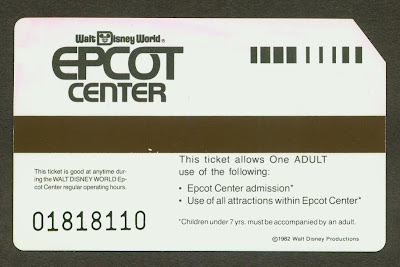 Walt Disney World®
EPCOT
CENTER
This ticket is good at anytime dur-
ing the WALT DISNEY WORLD Ep-
cot Center regular operating hours.
01818110
This ticket allows One ADULT
use of the following:
• Epcot Center admission*
• Use of all attractions within Epcot Center*
*Children under 7 yrs. must be accompanied by an adult.
©1982 Walt Disney Productions